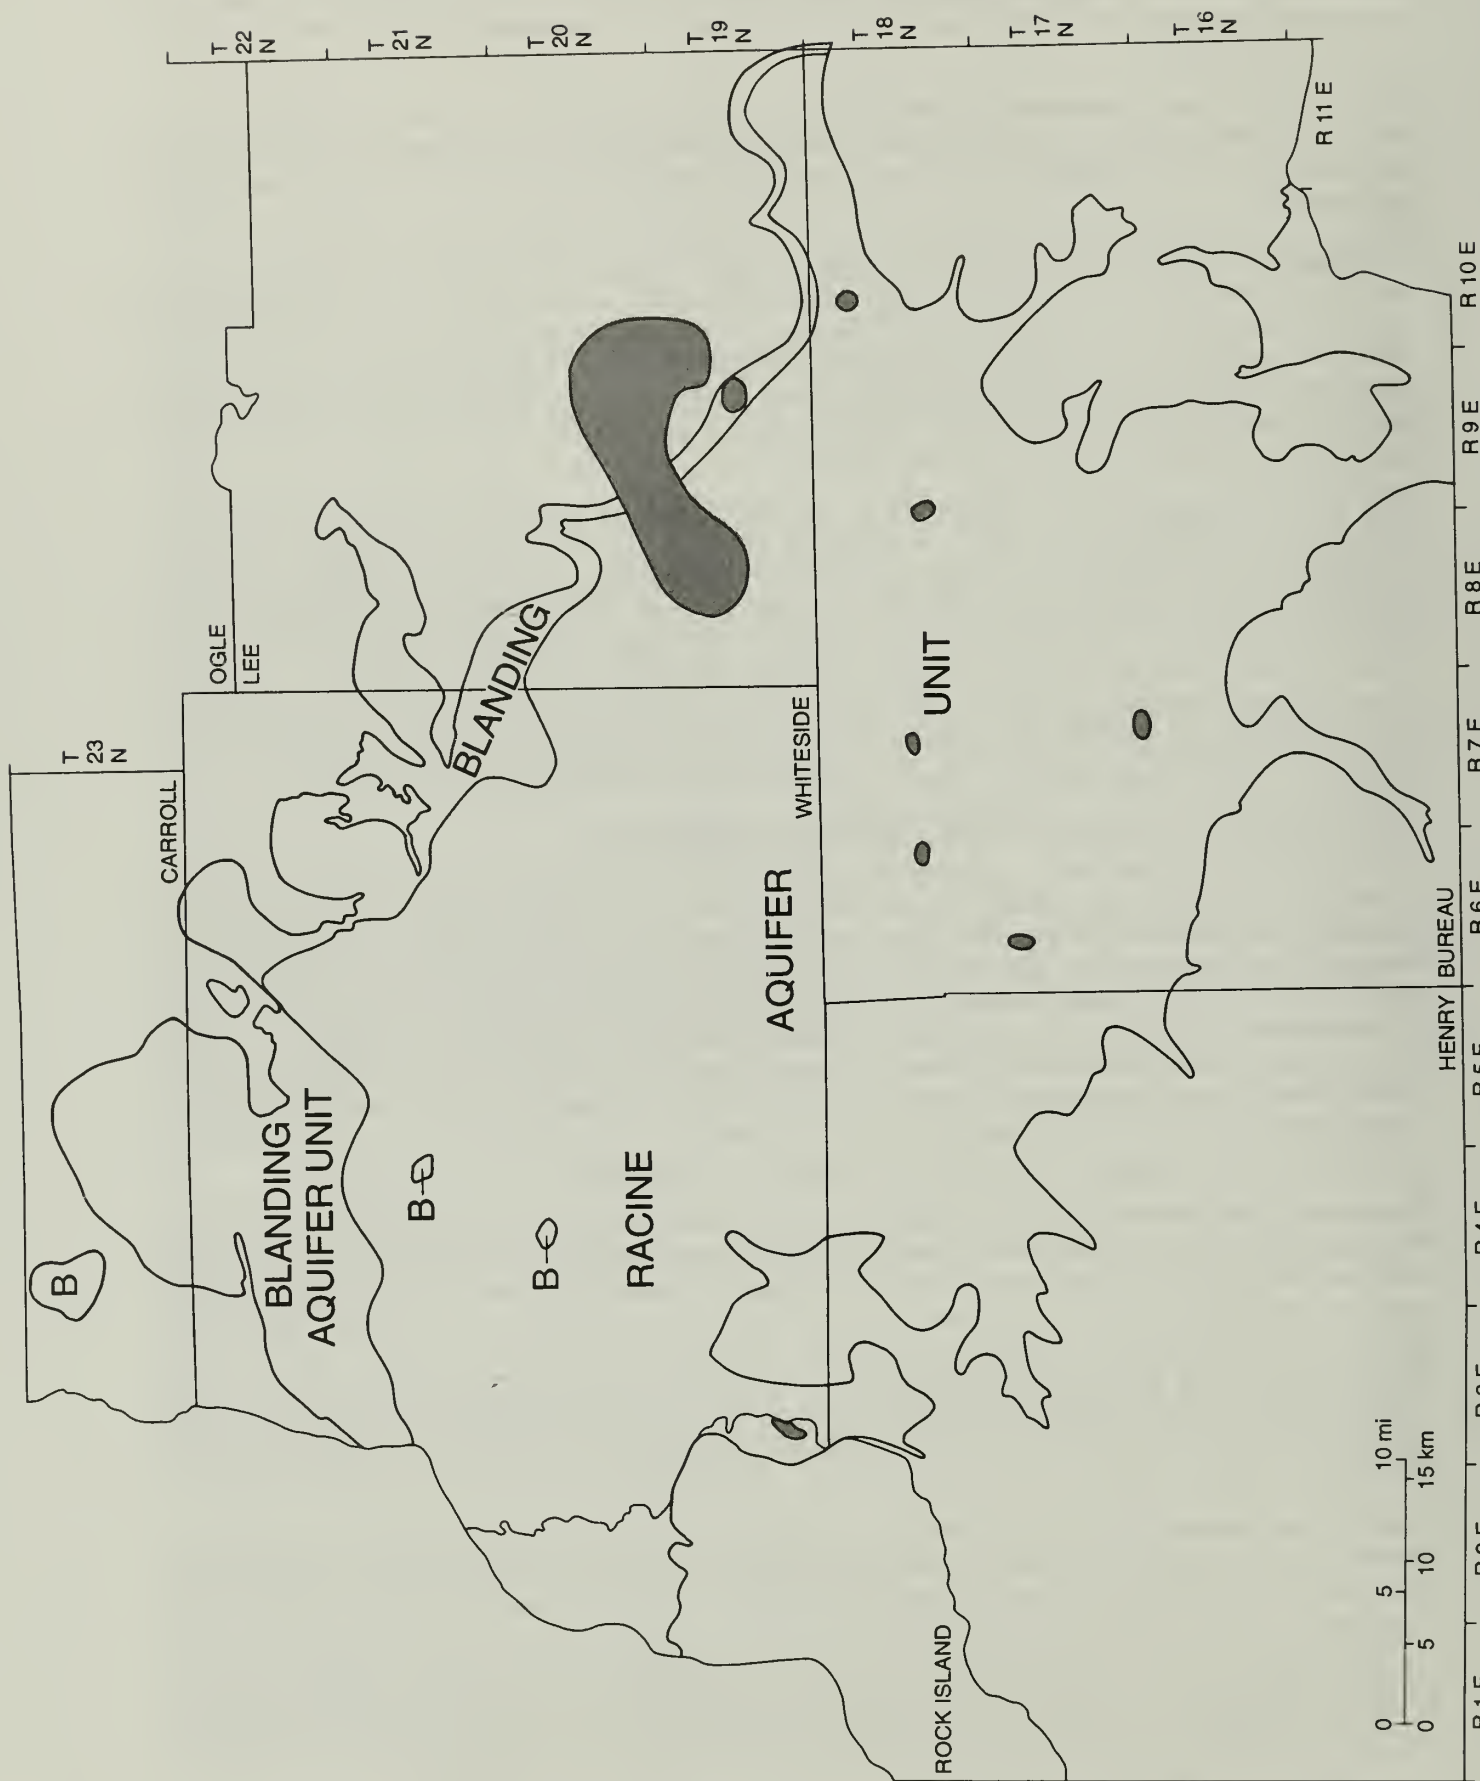 B
T
23
N
CARROLL
OGLE
LEE
T
22
N
BLANDING
AQUIFER UNIT
T
21
N
B
BLANDING
B
T
20
N
RACINE
T
19
N
AQUIFER
WHITESIDE
T
18
N
UNIT
ROCK ISLAND
T
17
N
T
16
N
R 11 E
0 5 10 mi
0 5 10 15 km
HENRY BUREAU
R 7 E R 8 E R 9 E R 10 E